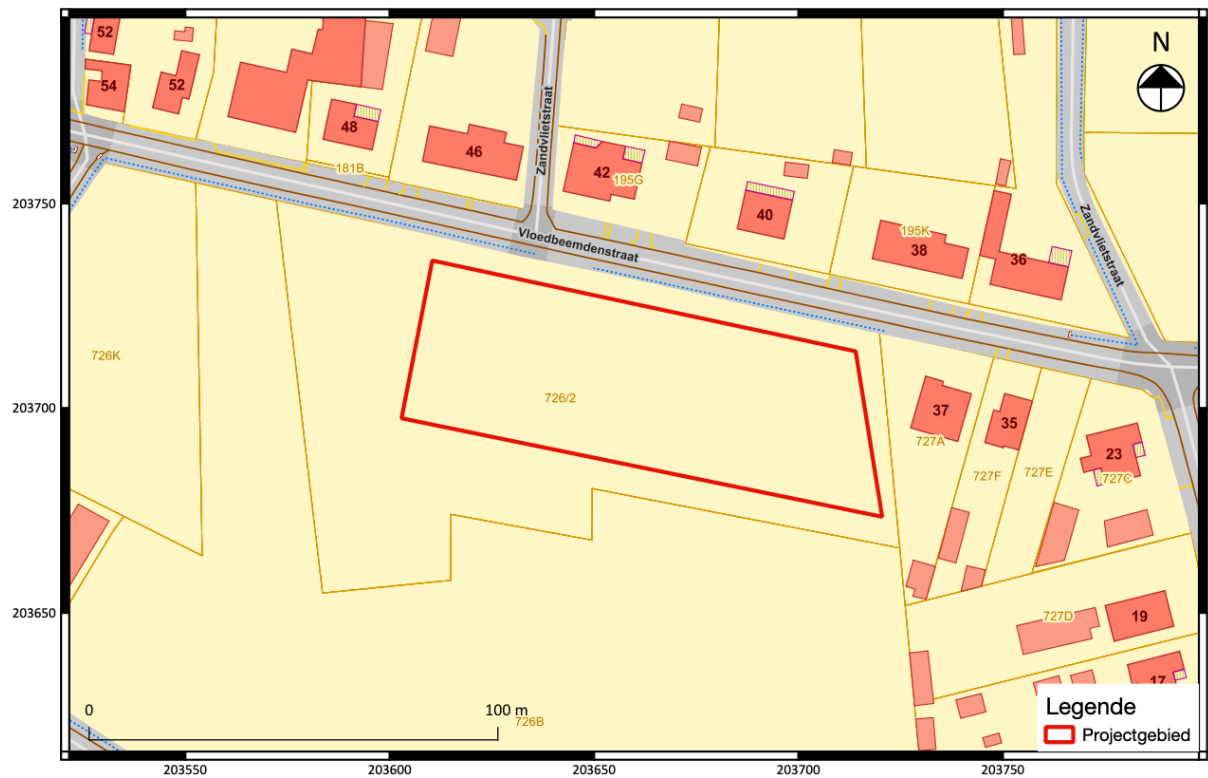 52
54
52
48
46
42
40
38
36
181B
195G
195K
Zandvlietstraat
Zandvlietstraat
Vloedbeemdenstraat
N
203750
203700
203650
726K
726/2
37
35
23
727A
727F
727E
727C
727D
19
17
0
100 m
726B
Legende
Projectgebied
203550
203600
203650
203700
203750